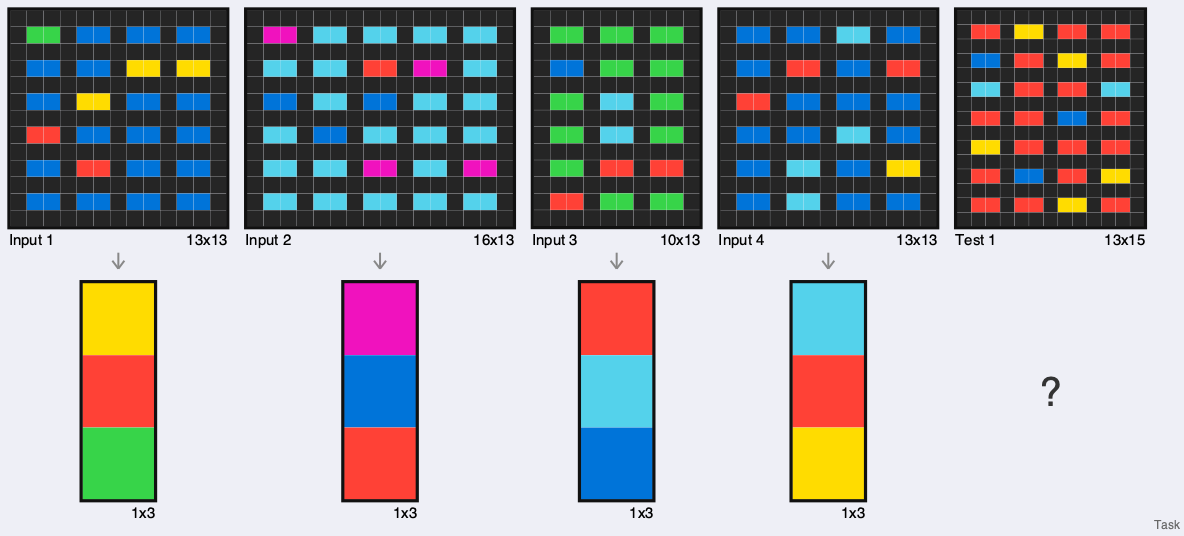 Input 1 13x13
Input 2 16x13
Input 3 10x13
Input 4 13x13
Test 1 13x15
?
1x3
1x3
1x3
1x3
Task